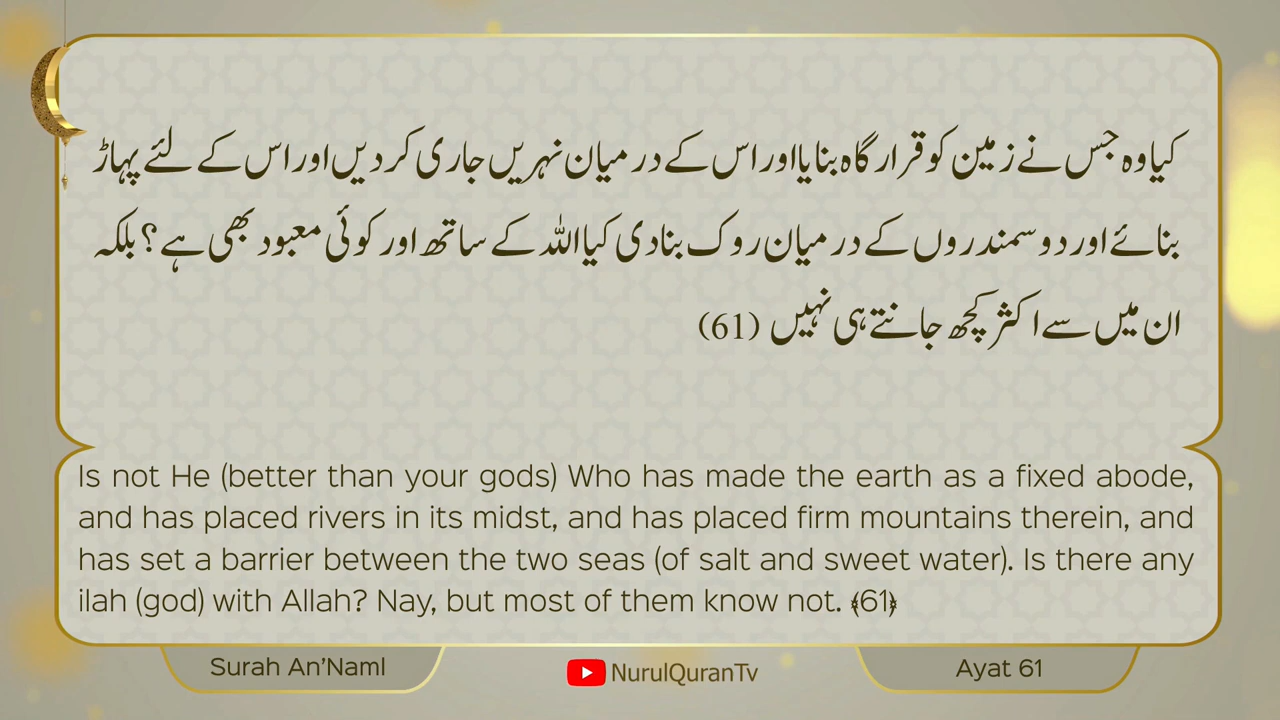 کیا وہ جس نے زمین کو قرار گاہ بنایا اور اس کے درمیان نہریں جاری کر دیں اور اس کے لئے پہاڑ
بنائے اور دو سمندروں کے درمیان روک بنا دی کیا اللہ کے ساتھ اور کوئی معبود بھی ہے؟ بلکہ
ان میں سے اکثر کچھ جانتے ہی نہیں (61)
Is not He (better than your gods) Who has made the earth as a fixed abode,
and has placed rivers in its midst, and has placed firm mountains therein, and
has set a barrier between the two seas (of salt and sweet water). Is there any
ilah (god) with Allah? Nay, but most of them know not. ﴾61﴿
Surah An'Naml
NurulQuranTv
Ayat 61